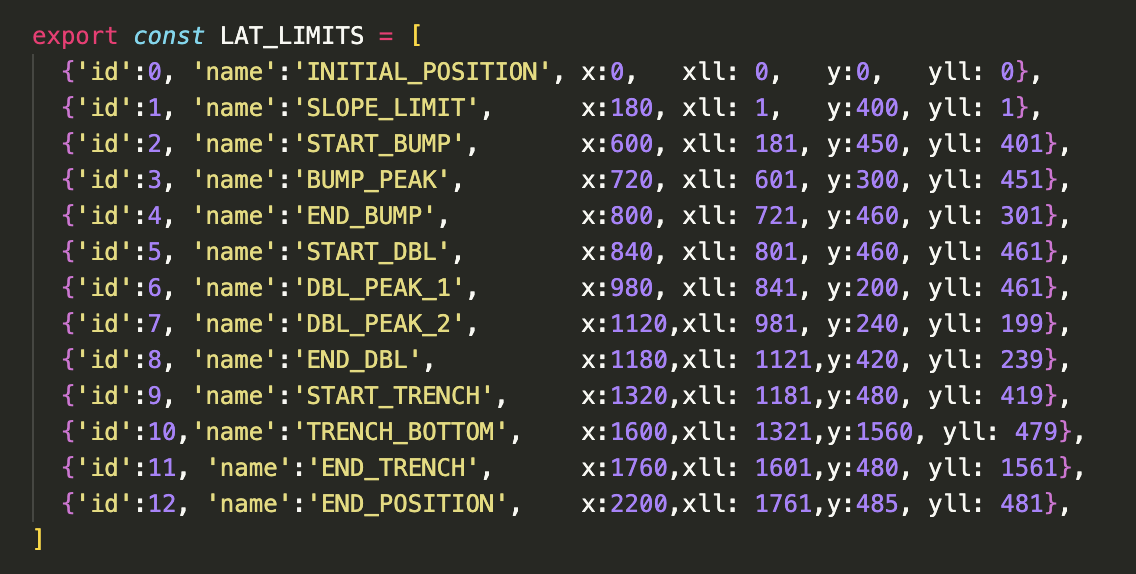 export const LAT_LIMITS = [
  {'id':0, 'name':'INITIAL_POSITION', x:0,   xll: 0,   y:0,   yll: 0},
  {'id':1, 'name':'SLOPE_LIMIT',      x:180, xll: 1,   y:400, yll: 1},
  {'id':2, 'name':'START_BUMP',       x:600, xll: 181, y:450, yll: 401},
  {'id':3, 'name':'BUMP_PEAK',        x:720, xll: 601, y:300, yll: 451},
  {'id':4, 'name':'END_BUMP',         x:800, xll: 721, y:460, yll: 301},
  {'id':5, 'name':'START_DBL',        x:840, xll: 801, y:460, yll: 461},
  {'id':6, 'name':'DBL_PEAK_1',       x:980, xll: 841, y:200, yll: 461},
  {'id':7, 'name':'DBL_PEAK_2',       x:1120,xll: 981, y:240, yll: 199},
  {'id':8, 'name':'END_DBL',          x:1180,xll: 1121,y:420, yll: 239},
  {'id':9, 'name':'START_TRENCH',     x:1320,xll: 1181,y:480, yll: 419},
  {'id':10,'name':'TRENCH_BOTTOM',    x:1600,xll: 1321,y:1560, yll: 479},
  {'id':11, 'name':'END_TRENCH',      x:1760,xll: 1601,y:480, yll: 1561},
  {'id':12, 'name':'END_POSITION',    x:2200,xll: 1761,y:485, yll: 481},
]